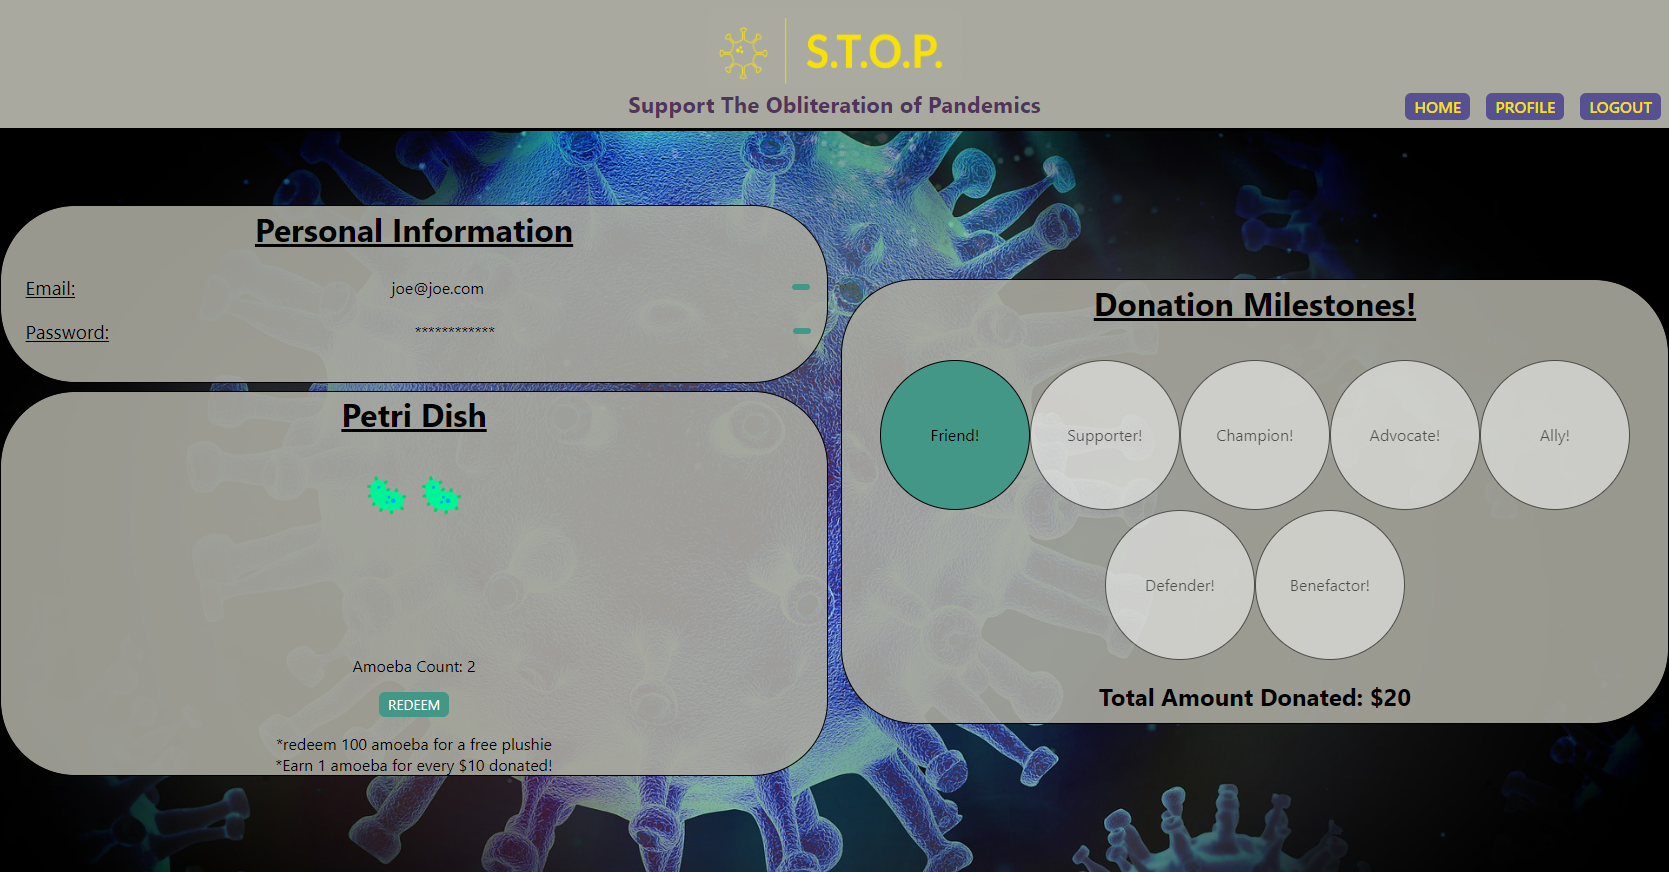 S.T.O.P.
Support The Obliteration of Pandemics
HOME PROFILE LOGOUT
Personal Information
Email: joe@joe.com
Password: ************
Petri Dish
Amoeba Count: 2
REDEEM
*redeem 100 amoeba for a free plushie
*Earn 1 amoeba for every $10 donated!
Donation Milestones!
Friend! Supporter! Champion! Advocate! Ally!
Defender! Benefactor!
Total Amount Donated: $20